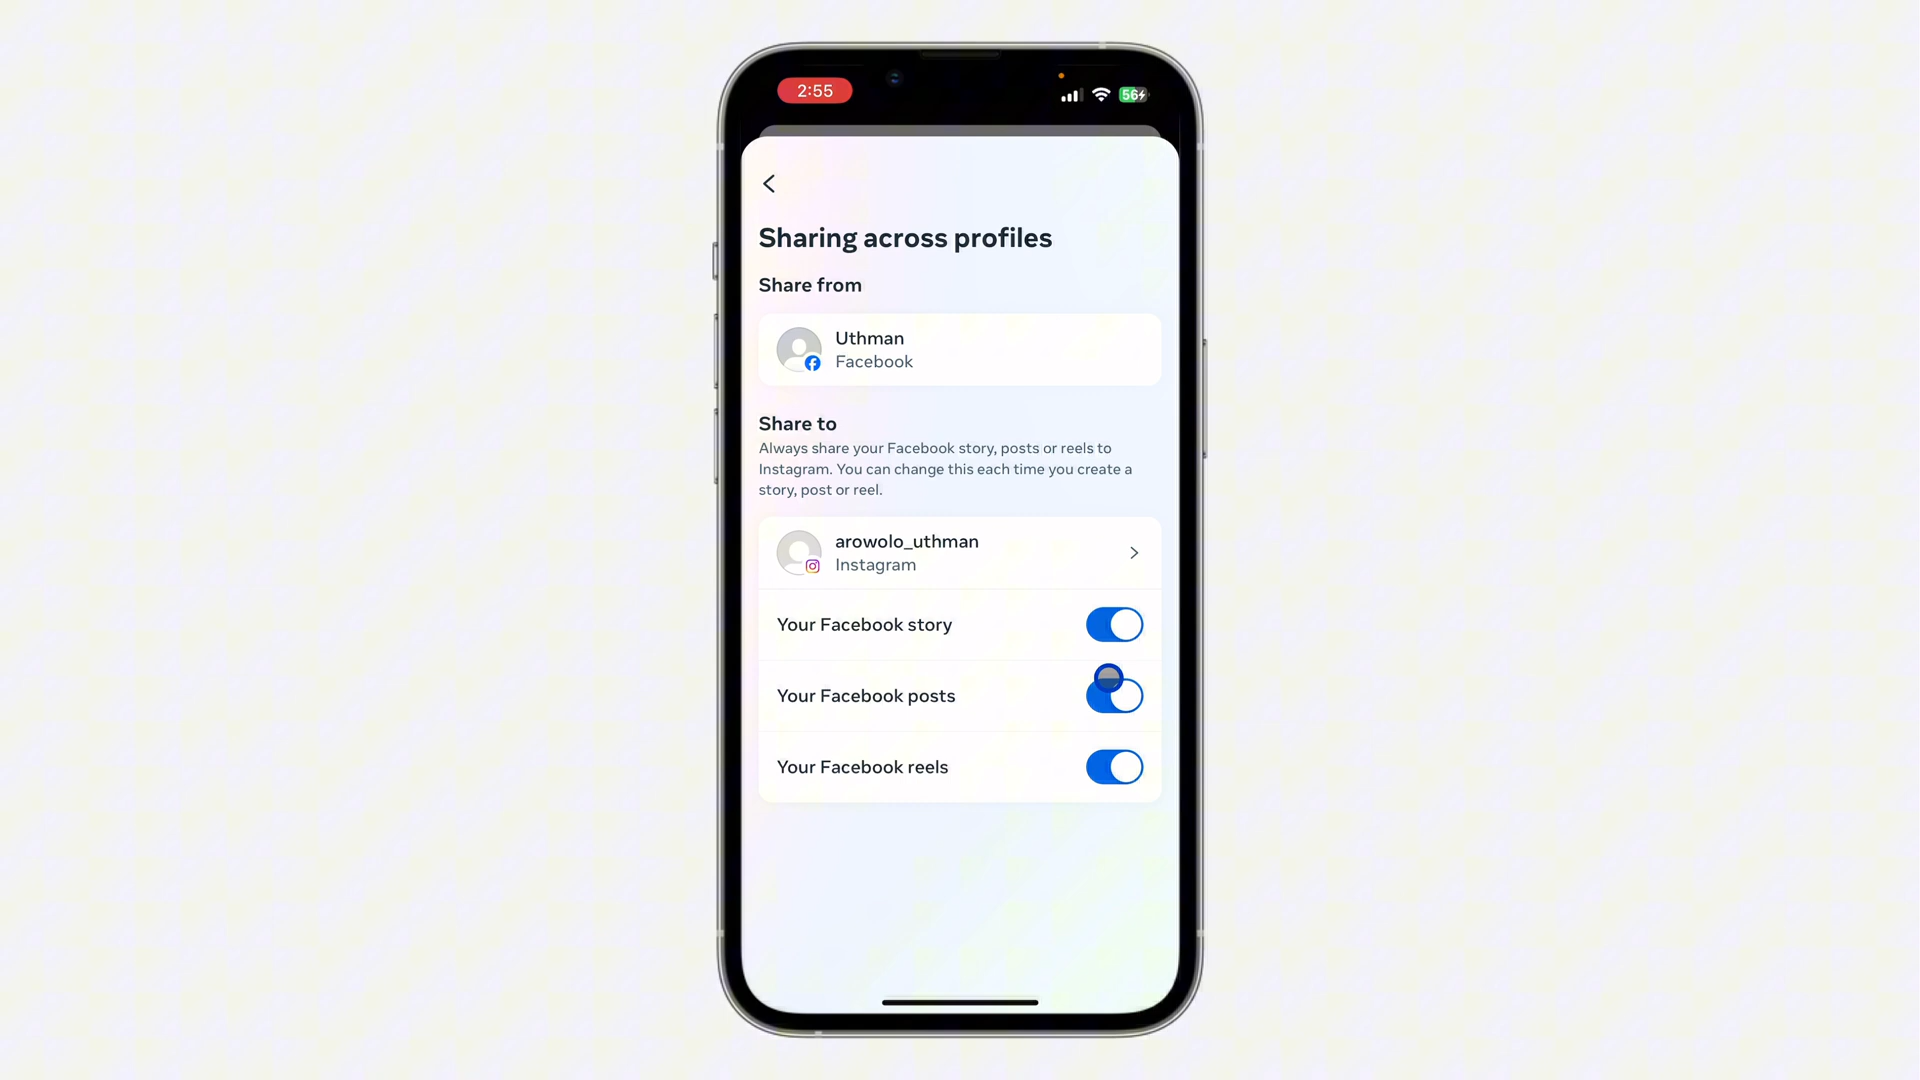 2:55
56
Sharing across profiles
Share from
Uthman
Facebook
Share to
Always share your Facebook story, posts or reels to
Instagram. You can change this each time you create a
story, post or reel.
arowolo_uthman
Instagram
Your Facebook story
Your Facebook posts
Your Facebook reels